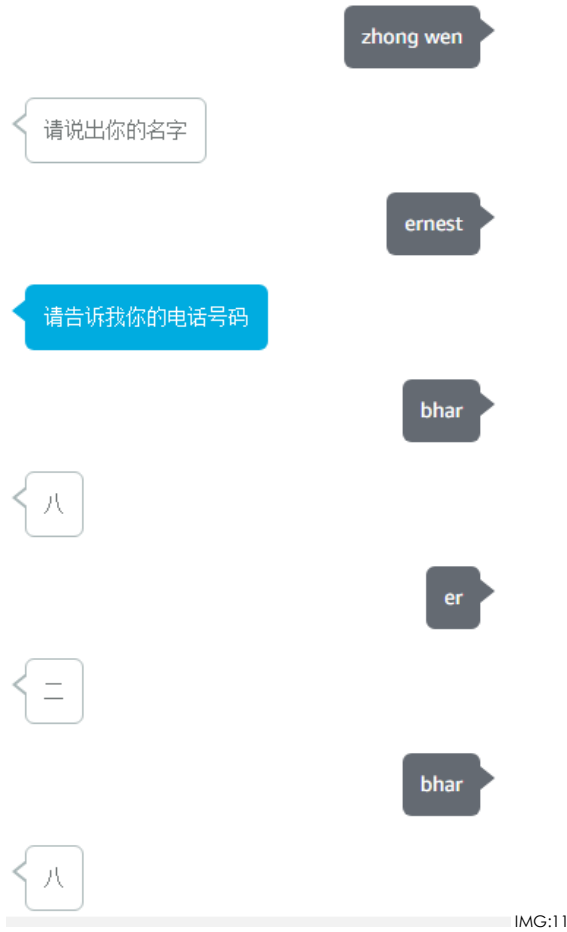 zhong wen
请说出你的名字
ernest
请告诉我你的电话号码
bhar
八
er
二
bhar
八
IMG:11